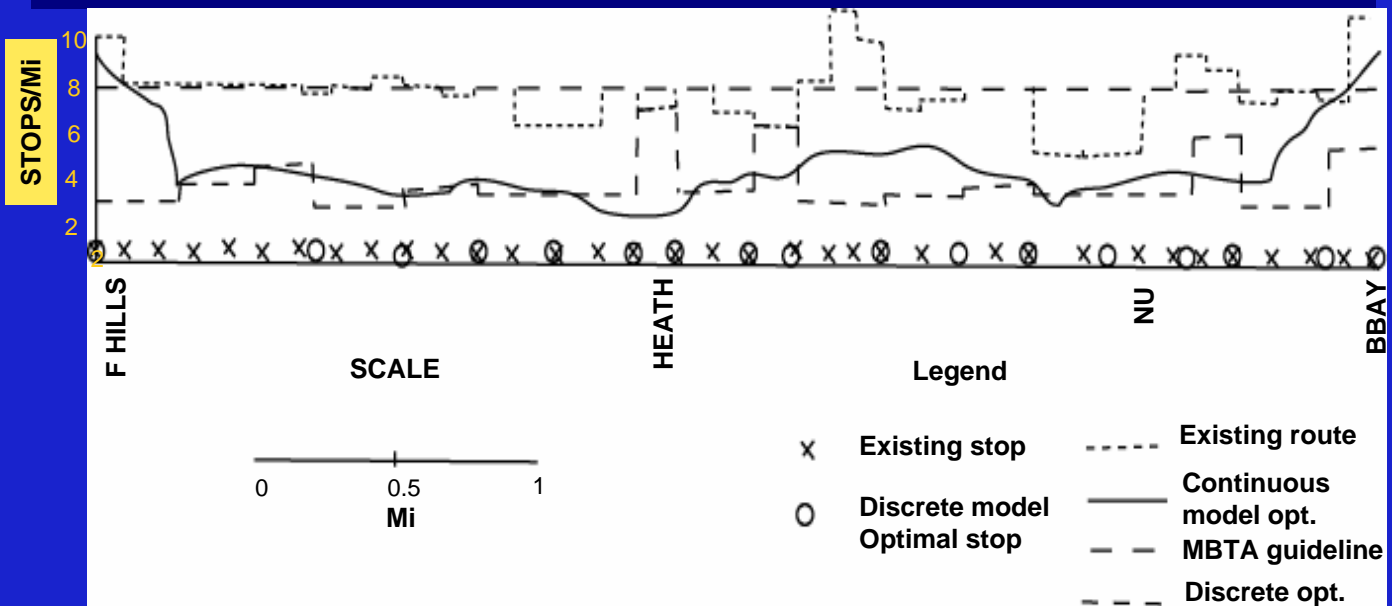 STOPS/Mi
10
8
6
4
2
F HILLS
HEATH
NU
BBAY
SCALE
0 0.5 1
Mi
Legend
x Existing stop
O Discrete model
Optimal stop
Existing route
Continuous
model opt.
MBTA guideline
Discrete opt.